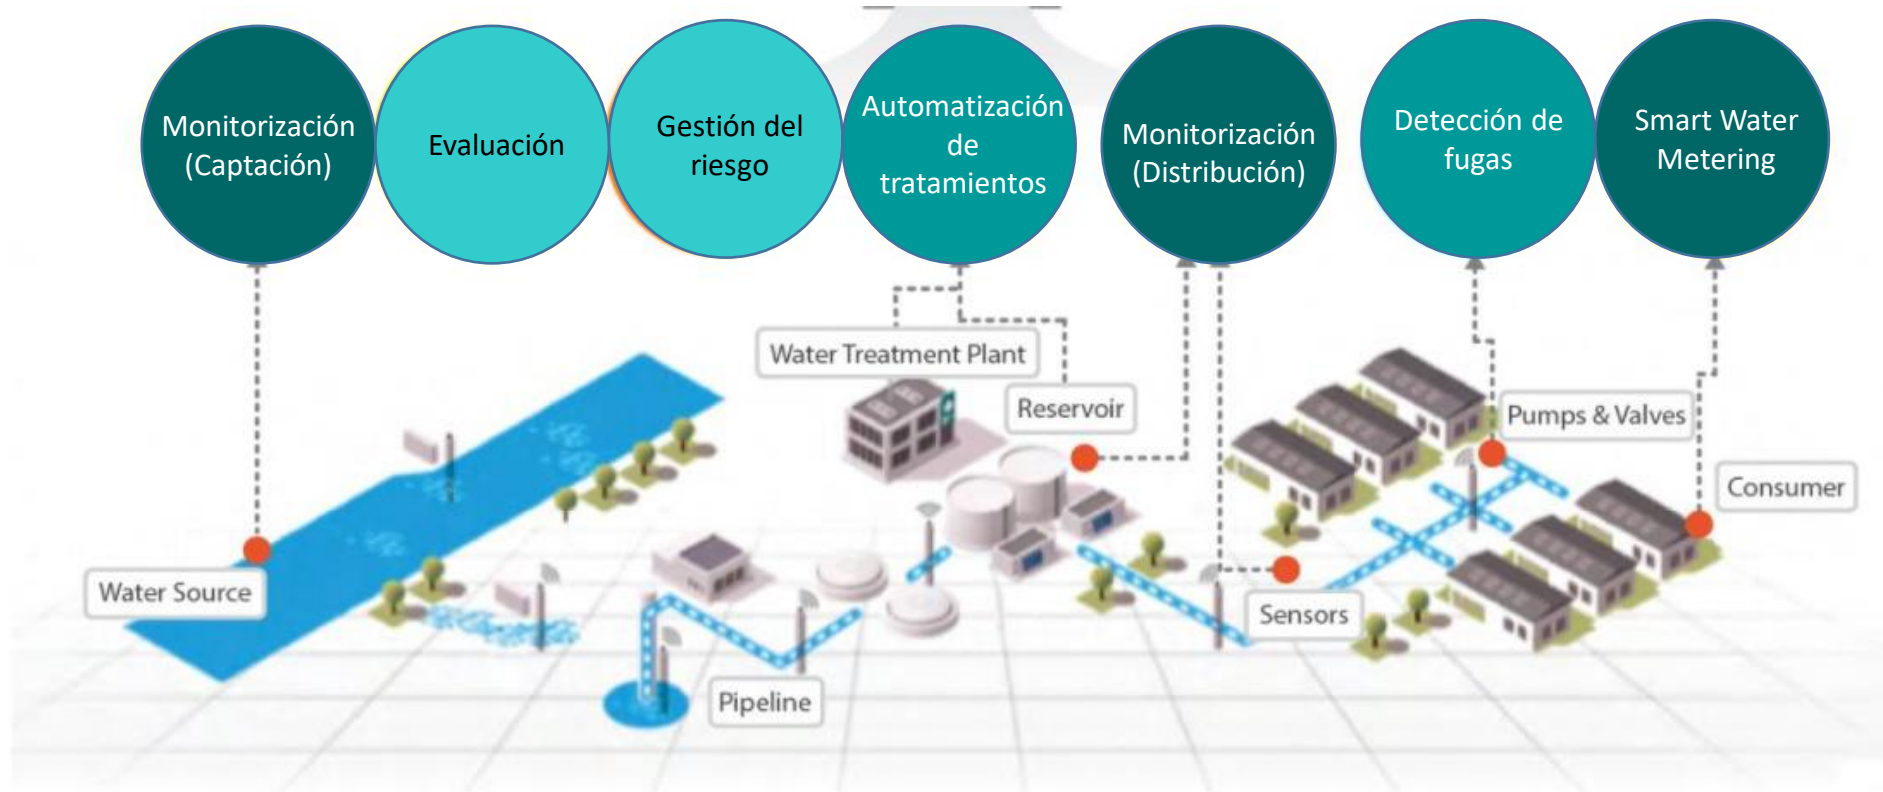 Monitorización
(Captación)
Evaluación
Gestión del
riesgo
Automatización
de
tratamientos
Monitorización
(Distribución)
Detección de
fugas
Smart Water
Metering
Water Treatment Plant
Reservoir
Pumps & Valves
Consumer
Water Source
Sensors
Pipeline